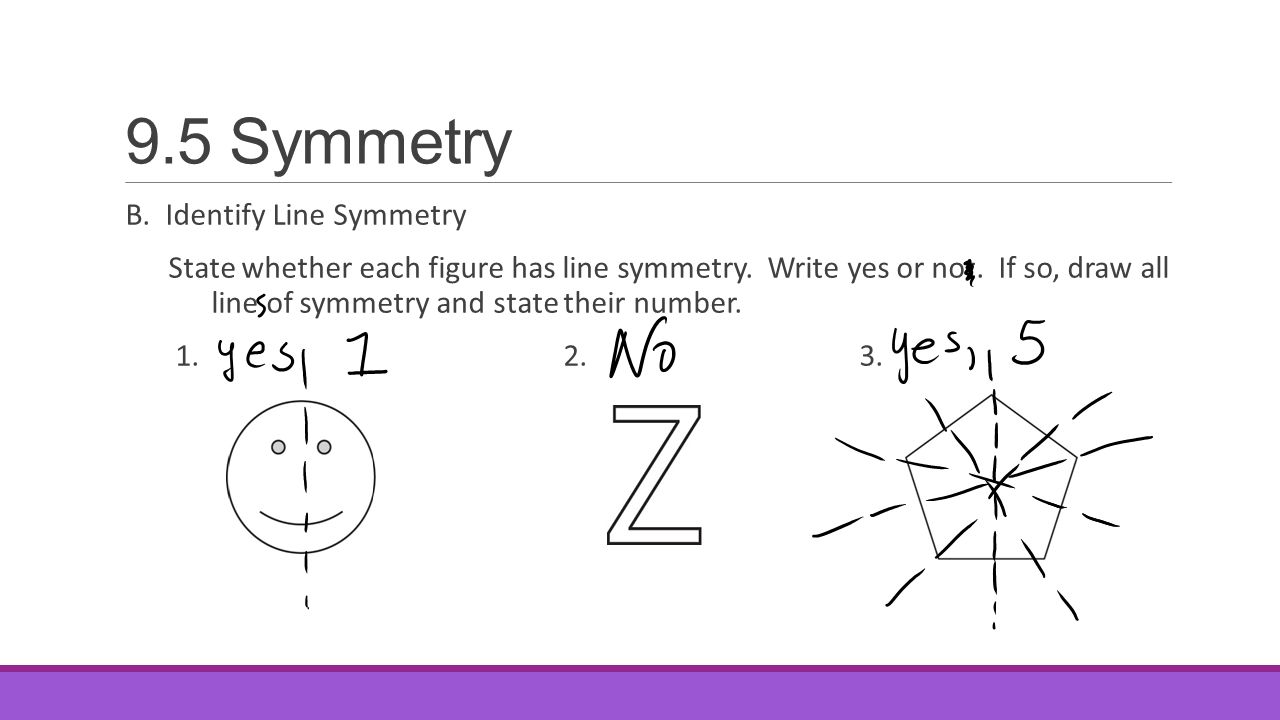 9.5 Symmetry
B. Identify Line Symmetry
State whether each figure has line symmetry. Write yes or no. If so, draw all
lines of symmetry and state their number.
1. yes, 1
2. No
3. yes, 5
Z